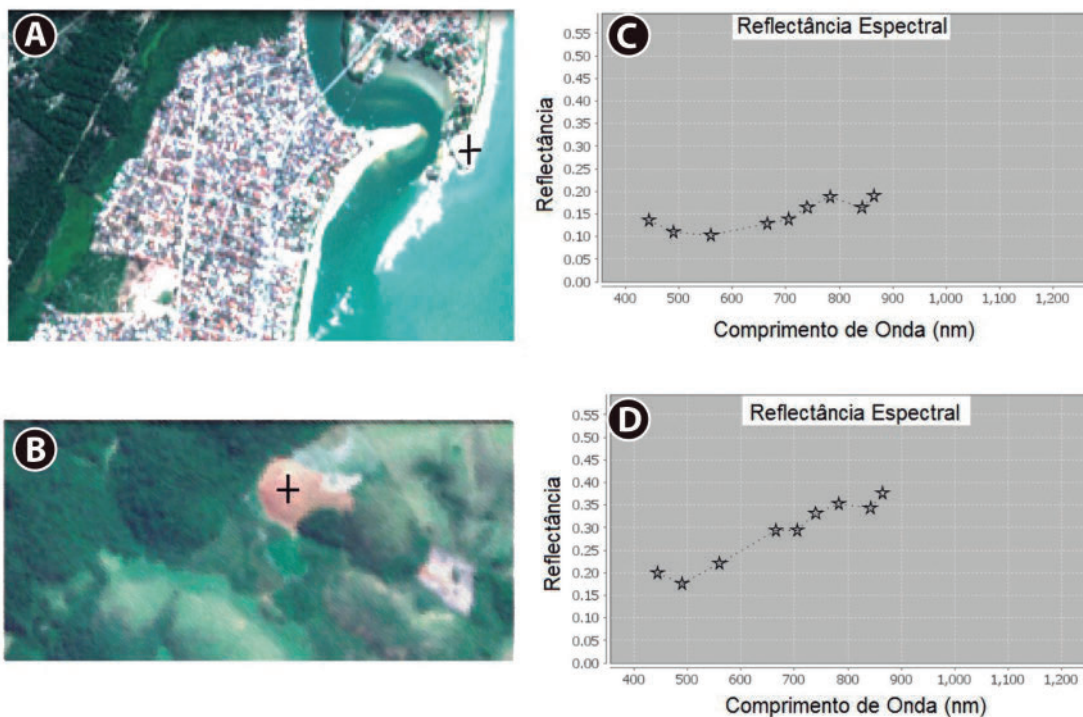 A
C
Reflectância Espectral
0.55
0.50
0.45
0.40
0.35
0.30
0.25
0.20
0.15
0.10
0.05
0.00
Reflectância
400 500 600 700 800 900 1,000 1,100 1,200
Comprimento de Onda (nm)
B
D
Reflectância Espectral
0.55
0.50
0.45
0.40
0.35
0.30
0.25
0.20
0.15
0.10
0.05
0.00
Reflectância
400 500 600 700 800 900 1,000 1,100 1,200
Comprimento de Onda (nm)